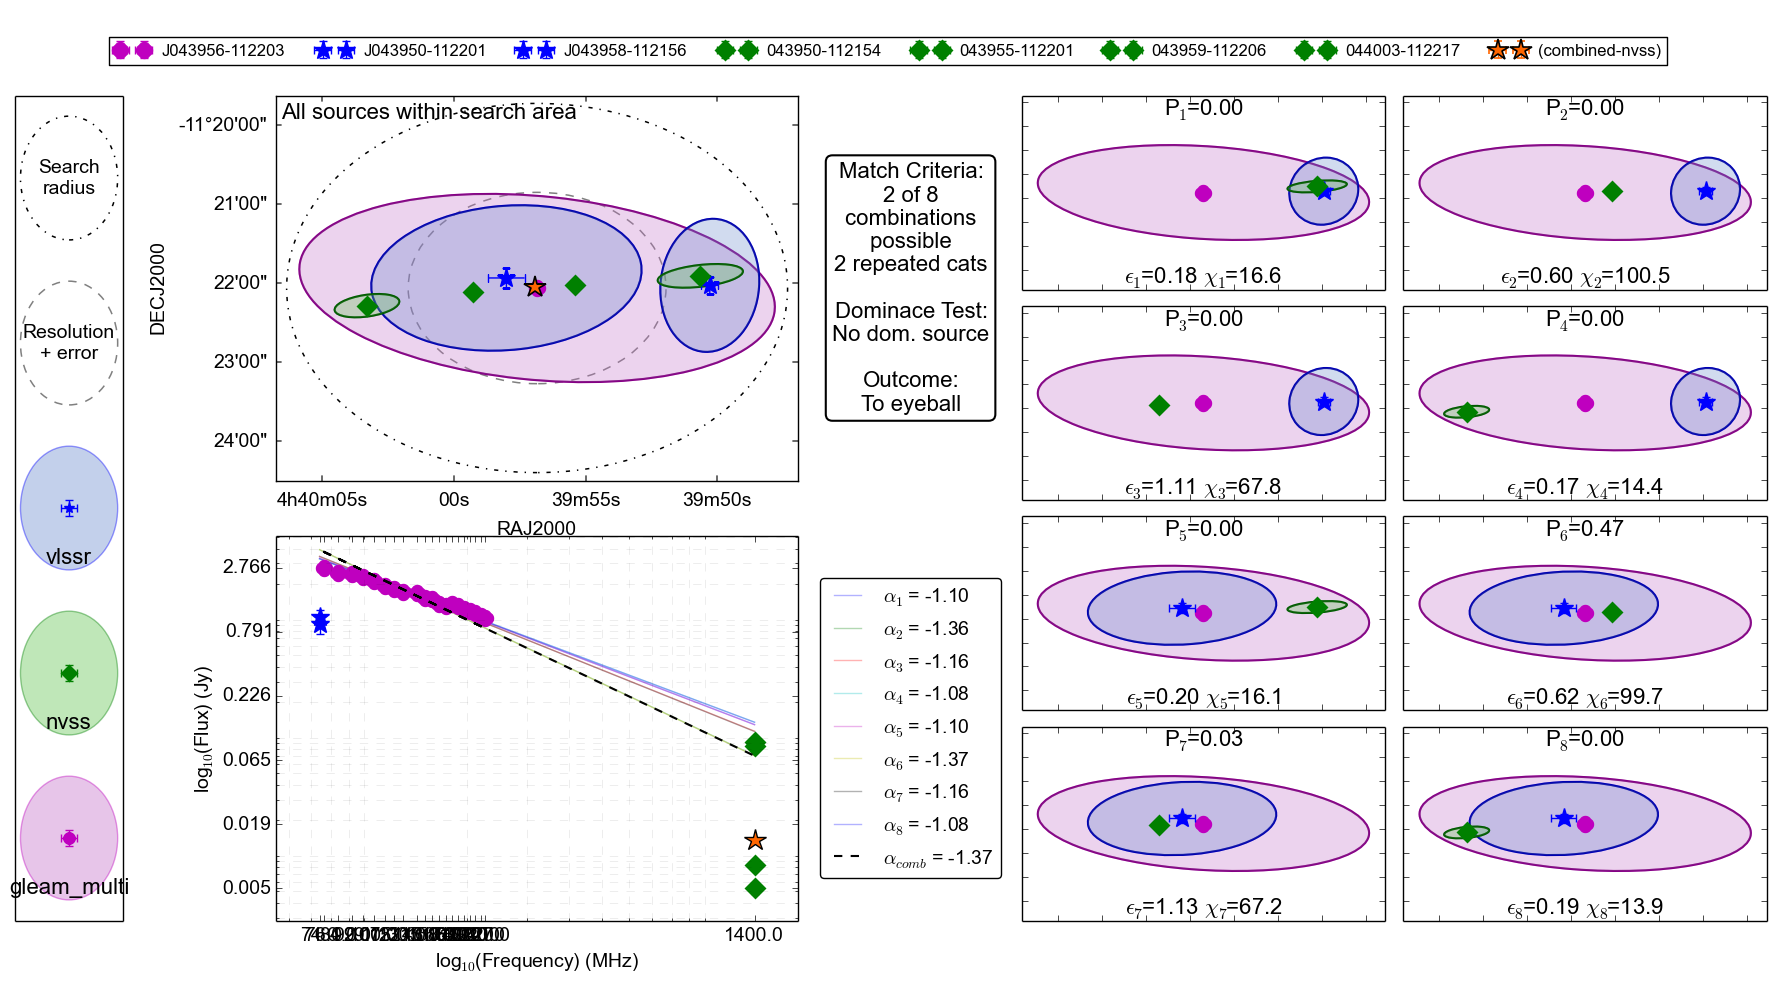 J043956-112203 J043950-112201 J043958-112156 043950-112154 043955-112201 043959-112206 044003-112217 (combined-nvss)
Search
radius
Resolution
+ error
vlssr
nvss
gleam_multi
All sources within search area
-11°20'00"
21'00"
22'00"
23'00"
24'00"
DECJ2000
4h40m05s 00s 39m55s 39m50s
RAJ2000
Match Criteria:
2 of 8
combinations
possible
2 repeated cats
Dominace Test:
No dom. source
Outcome:
To eyeball
2.766
0.791
0.226
0.065
0.019
0.005
log10(Flux) (Jy)
1400.0
log10(Frequency) (MHz)
α1 = -1.10
α2 = -1.36
α3 = -1.16
α4 = -1.08
α5 = -1.10
α6 = -1.37
α7 = -1.16
α8 = -1.08
αcomb = -1.37
P1=0.00
ϵ1=0.18 χ1=16.6
P2=0.00
ϵ2=0.60 χ2=100.5
P3=0.00
ϵ3=1.11 χ3=67.8
P4=0.00
ϵ4=0.17 χ4=14.4
P5=0.00
ϵ5=0.20 χ5=16.1
P6=0.47
ϵ6=0.62 χ6=99.7
P7=0.03
ϵ7=1.13 χ7=67.2
P8=0.00
ϵ8=0.19 χ8=13.9